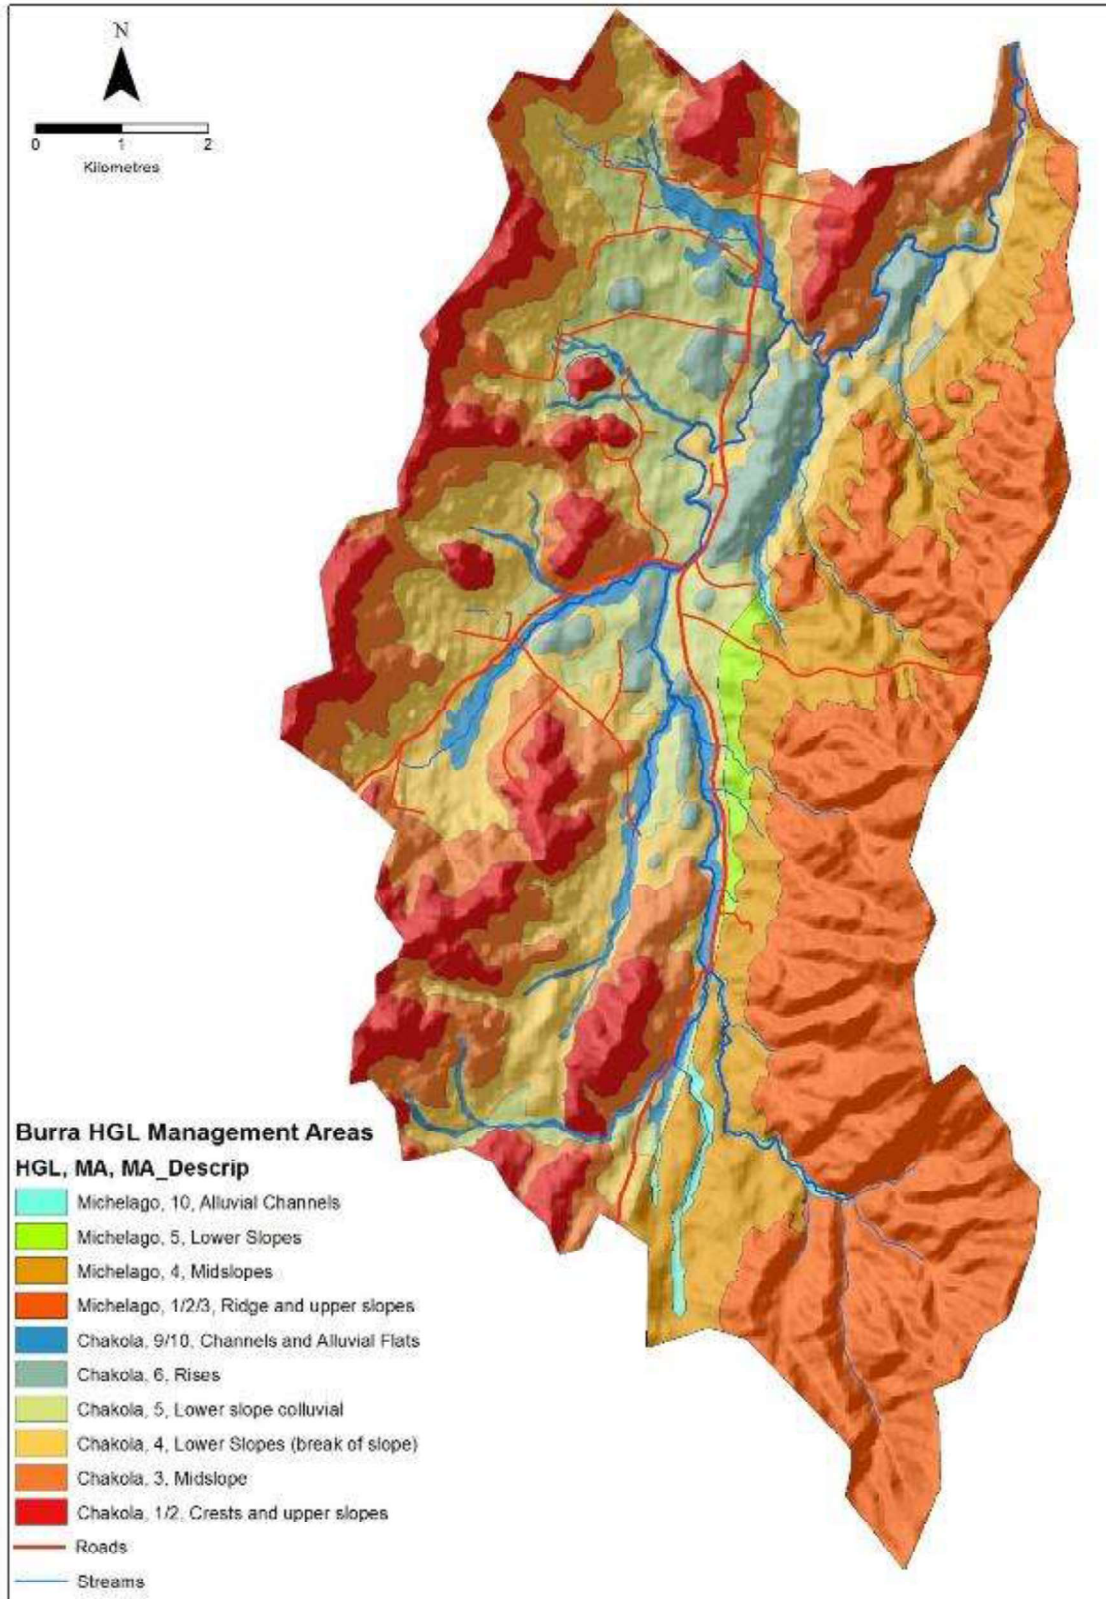 N
0 1 2
Kilometres
Burra HGL Management Areas
HGL, MA, MA_Descrip
Michelago, 10, Alluvial Channels
Michelago, 5, Lower Slopes
Michelago, 4, Midslopes
Michelago, 1/2/3, Ridge and upper slopes
Chakola, 9/10, Channels and Alluvial Flats
Chakola, 6, Rises
Chakola, 5, Lower slope colluvial
Chakola, 4, Lower Slopes (break of slope)
Chakola, 3, Midslope
Chakola, 1/2, Crests and upper slopes
Roads
Streams